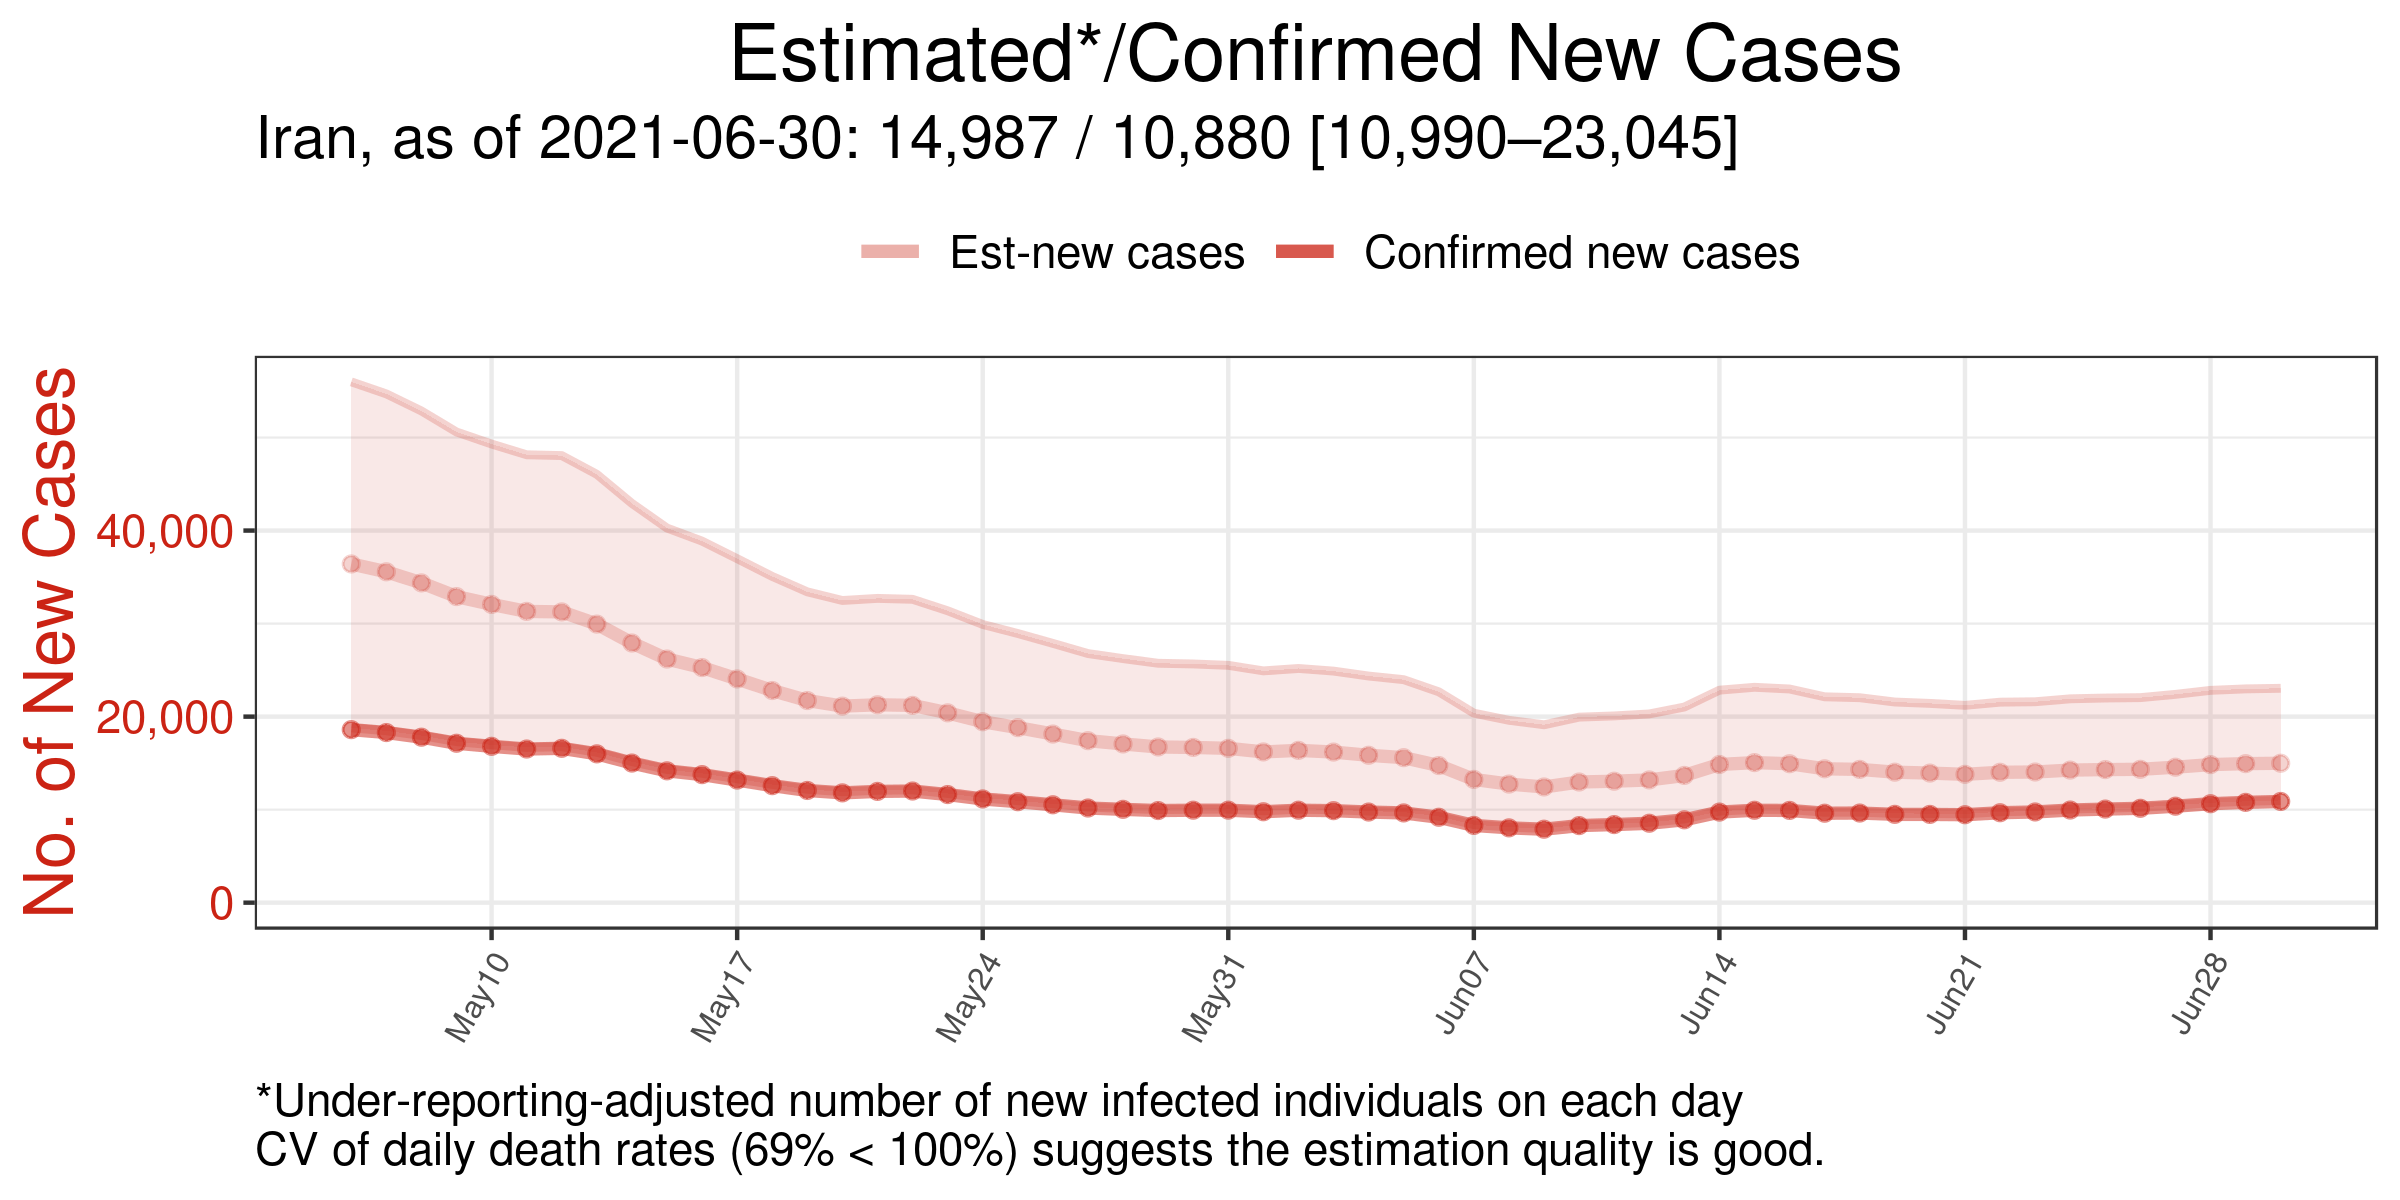 Estimated*/Confirmed New Cases
Iran, as of 2021-06-30: 14,987 / 10,880 [10,990–23,045]
Est-new cases Confirmed new cases
No. of New Cases
40,000
20,000
0
May10 May17 May24 May31 Jun07 Jun14 Jun21 Jun28
*Under-reporting-adjusted number of new infected individuals on each day
CV of daily death rates (69% < 100%) suggests the estimation quality is good.